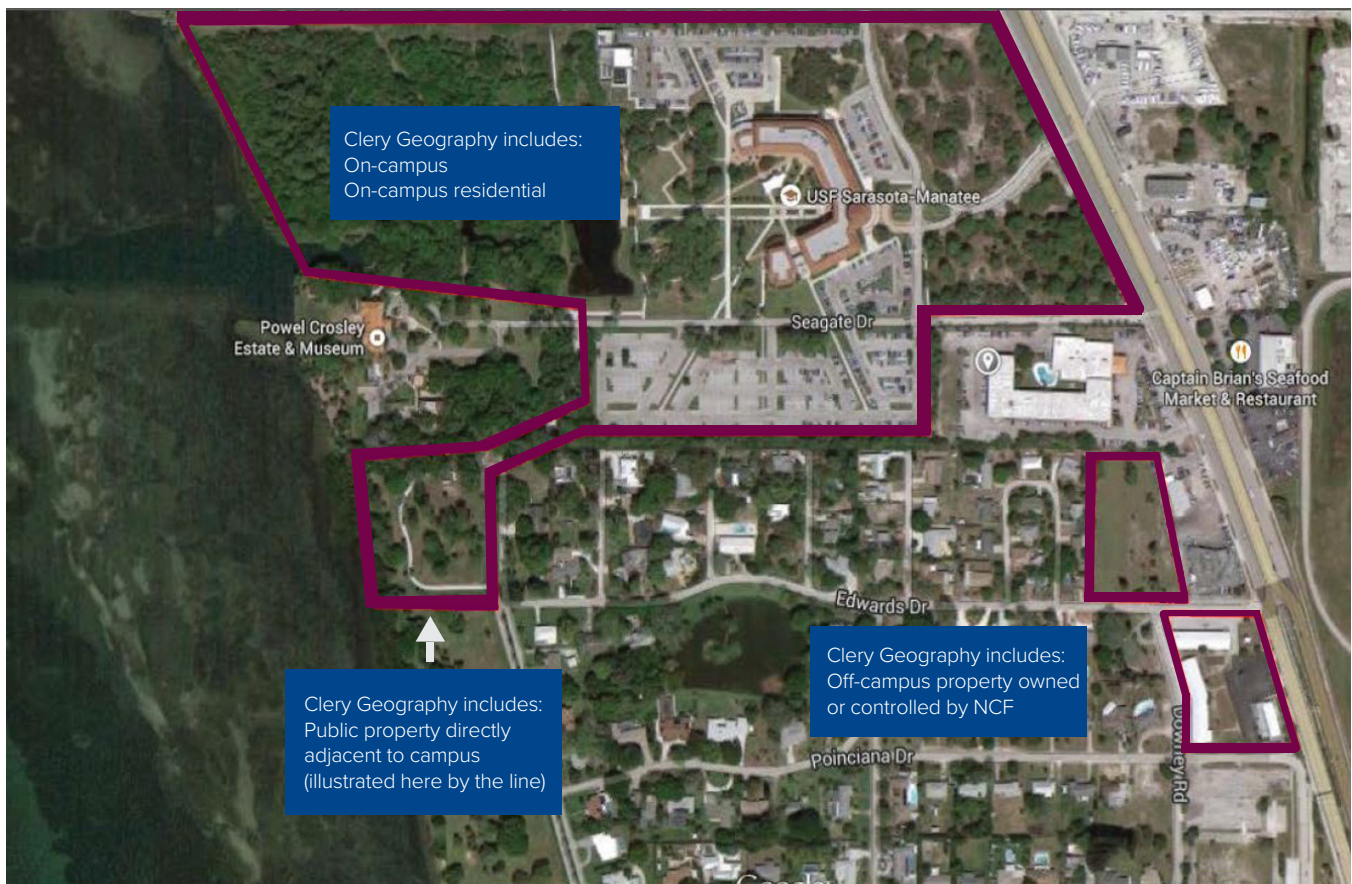 Clery Geography includes:
On-campus
On-campus residential
USF Sarasota-Manatee
Powel Crosley
Estate & Museum
Seagate Dr
Captain Brian's Seafood
Market & Restaurant
Edwards Dr
Clery Geography includes:
Off-campus property owned
or controlled by NCF
Clery Geography includes:
Public property directly
adjacent to campus
(illustrated here by the line)
Poinciana Dr
Downey Rd
Google